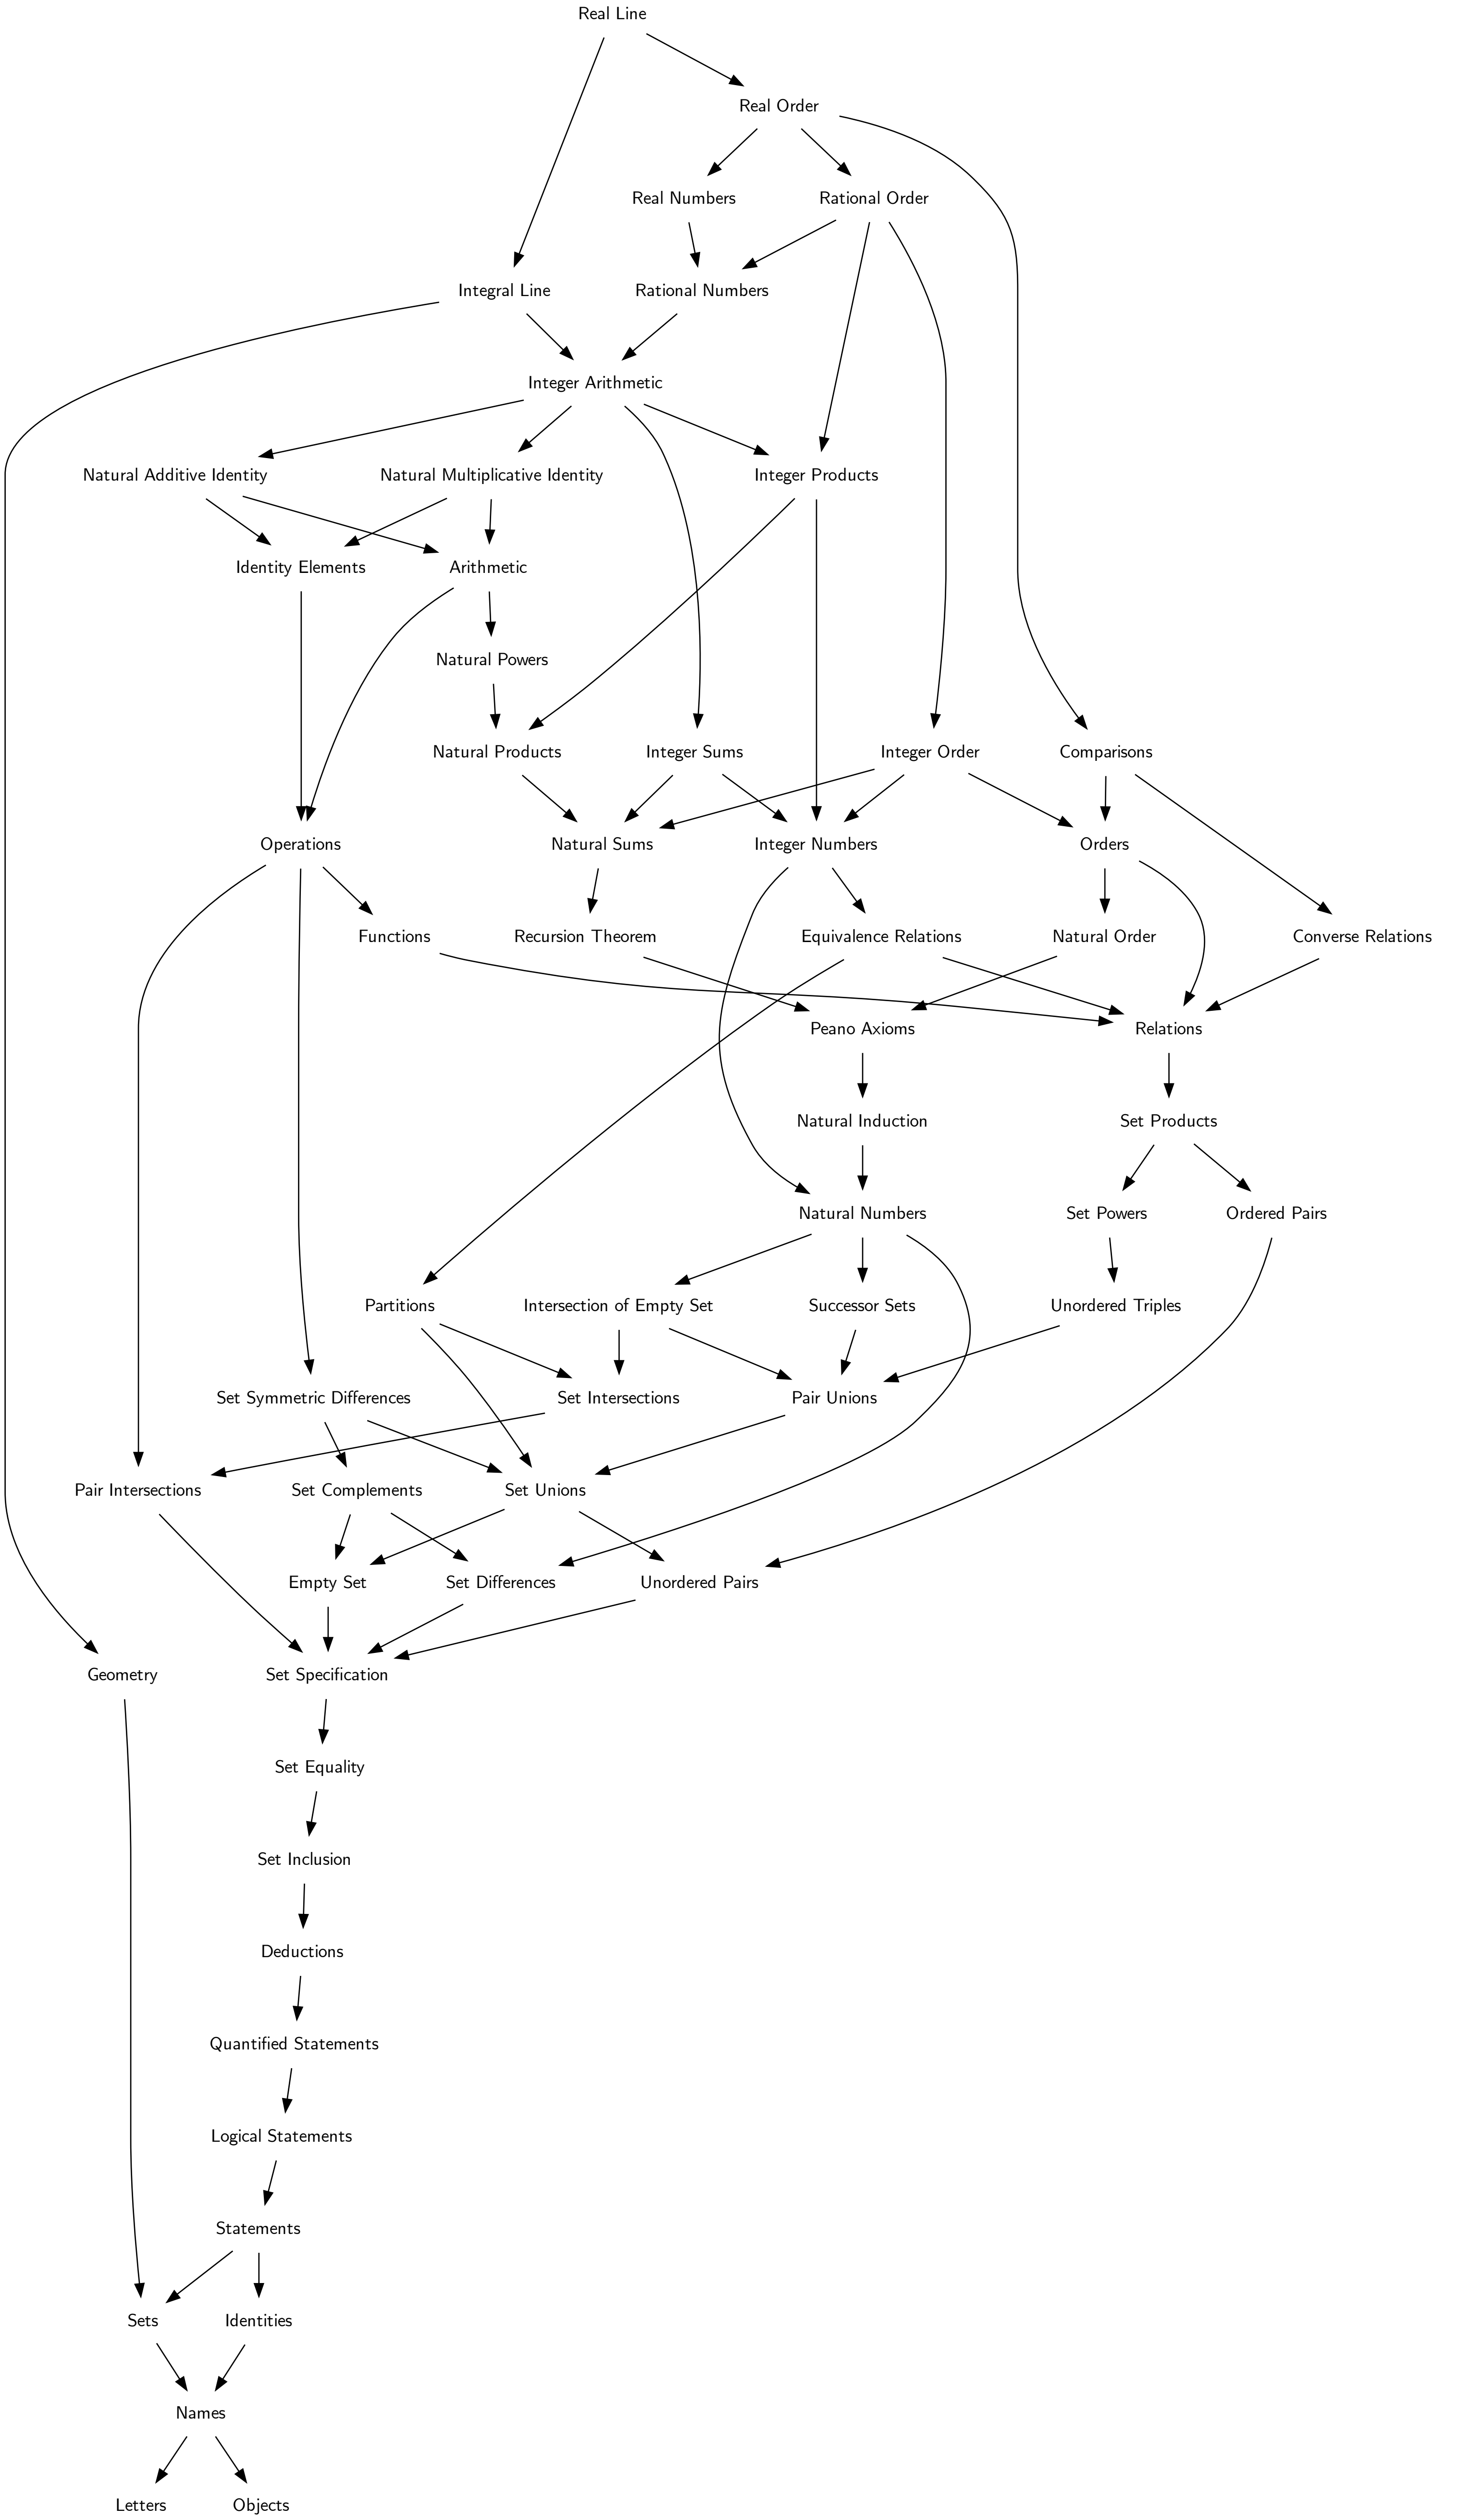 Real Line
Real Order
Real Numbers
Rational Order
Integral Line
Rational Numbers
Integer Arithmetic
Natural Additive Identity
Natural Multiplicative Identity
Integer Products
Identity Elements
Arithmetic
Natural Powers
Natural Products
Integer Sums
Integer Order
Comparisons
Operations
Natural Sums
Integer Numbers
Orders
Functions
Recursion Theorem
Equivalence Relations
Natural Order
Converse Relations
Peano Axioms
Relations
Natural Induction
Set Products
Natural Numbers
Set Powers
Ordered Pairs
Partitions
Intersection of Empty Set
Successor Sets
Unordered Triples
Set Symmetric Differences
Set Intersections
Pair Unions
Pair Intersections
Set Complements
Set Unions
Empty Set
Set Differences
Unordered Pairs
Geometry
Set Specification
Set Equality
Set Inclusion
Deductions
Quantified Statements
Logical Statements
Statements
Sets
Identities
Names
Letters
Objects